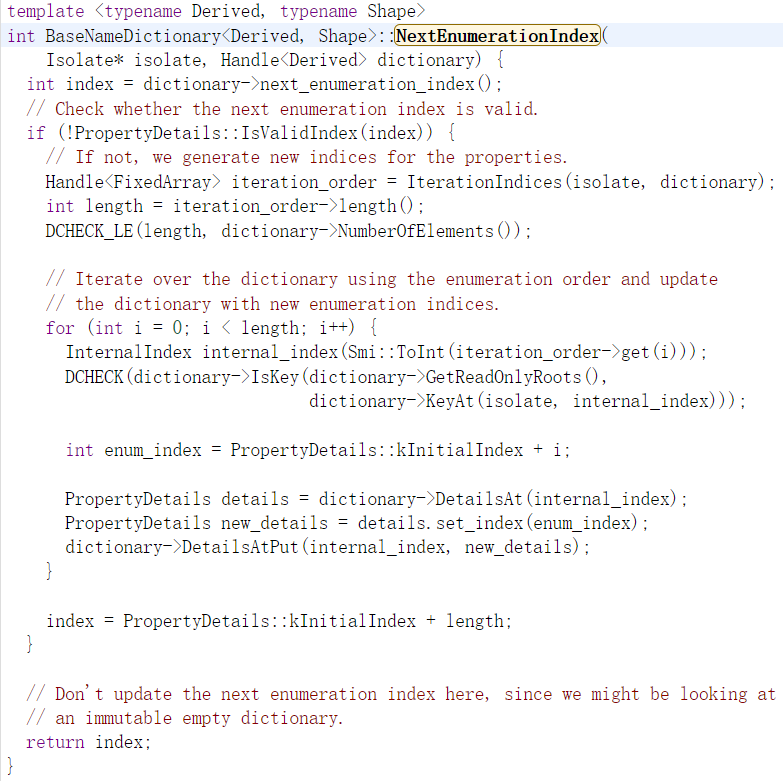 template <typename Derived, typename Shape>
int BaseNameDictionary<Derived, Shape>::NextEnumerationIndex(
    Isolate* isolate, Handle<Derived> dictionary) {
  int index = dictionary->next_enumeration_index();
  // Check whether the next enumeration index is valid.
  if (!PropertyDetails::IsValidIndex(index)) {
    // If not, we generate new indices for the properties.
    Handle<FixedArray> iteration_order = IterationIndices(isolate, dictionary);
    int length = iteration_order->length();
    DCHECK_LE(length, dictionary->NumberOfElements());

    // Iterate over the dictionary using the enumeration order and update
    // the dictionary with new enumeration indices.
    for (int i = 0; i < length; i++) {
      InternalIndex internal_index(Smi::ToInt(iteration_order->get(i)));
      DCHECK(dictionary->IsKey(dictionary->GetReadOnlyRoots(),
                               dictionary->KeyAt(isolate, internal_index)));

      int enum_index = PropertyDetails::kInitialIndex + i;

      PropertyDetails details = dictionary->DetailsAt(internal_index);
      PropertyDetails new_details = details.set_index(enum_index);
      dictionary->DetailsAtPut(internal_index, new_details);
    }

    index = PropertyDetails::kInitialIndex + length;
  }

  // Don't update the next enumeration index here, since we might be looking at
  // an immutable empty dictionary.
  return index;
}